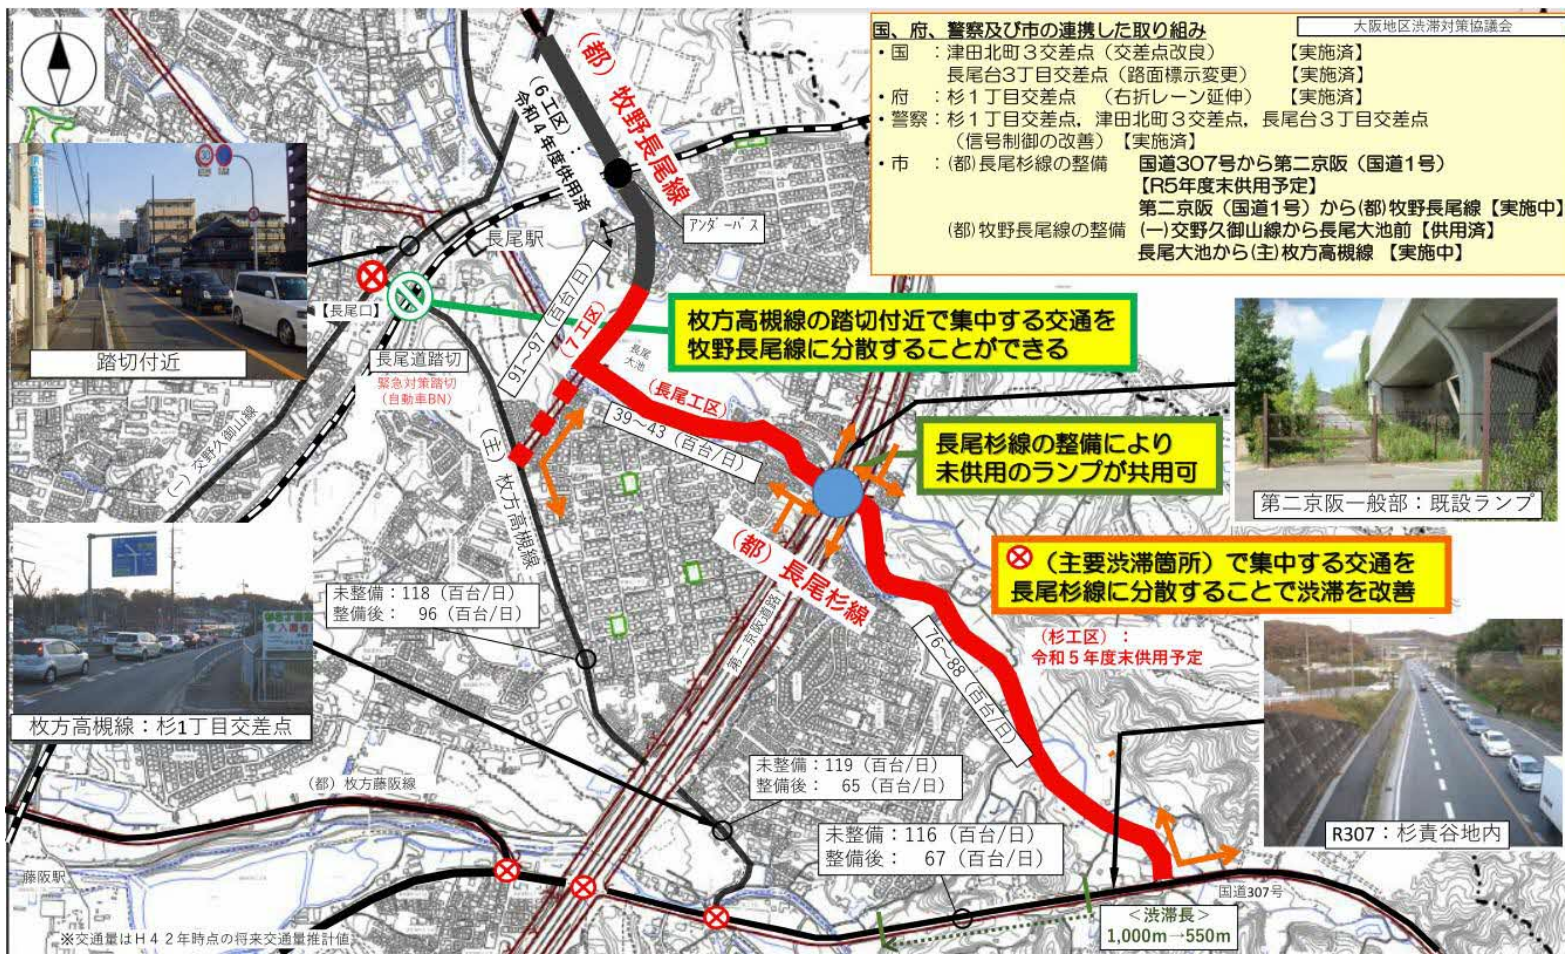 国、府、警察及び市の連携した取り組み
大阪地区渋滞対策協議会
・国 :津田北町3交差点(交差点改良) 【実施済】
長尾台3丁目交差点(路面標示変更) 【実施済】
・府 :杉1丁目交差点 (右折レーン延伸) 【実施済】
・警察:杉1丁目交差点,津田北町3交差点,長尾台3丁目交差点
(信号制御の改善)【実施済】
・市 :(都)長尾杉線の整備 国道307号から第二京阪(国道1号)
【R5年度末供用予定】
第二京阪(国道1号)から(都)牧野長尾線【実施中】
(都)牧野長尾線の整備 (一)交野久御山線から長尾大池前【供用済】
長尾大池から(主)枚方高槻線 【実施中】
(都)牧野長尾線
(6工区):
令和4年度供用済
アンダーパス
長尾駅
踏切付近
【長尾口】
長尾道踏切
緊急対策踏切
(自動車BN)
91~97(百台/日)
(7工区)
長尾
大池
枚方高槻線の踏切付近で集中する交通を
牧野長尾線に分散することができる
(長尾工区)
39~43(百台/日)
長尾杉線の整備により
未供用のランプが共用可
第二京阪一般部:既設ランプ
(一)交野久御山線
(主)枚方高槻線
(都)長尾杉線
(主要渋滞箇所)で集中する交通を
長尾杉線に分散することで渋滞を改善
未整備:118(百台/日)
整備後: 96(百台/日)
第二京阪道路
76~88(百台/日)
(杉工区):
令和5年度末供用予定
枚方高槻線:杉1丁目交差点
(都)枚方藤阪線
未整備:119(百台/日)
整備後: 65(百台/日)
未整備:116(百台/日)
整備後: 67(百台/日)
R307:杉責谷地内
藤阪駅
国道307号
<渋滞長>
1,000m→550m
※交通量はH42年時点の将来交通量推計値